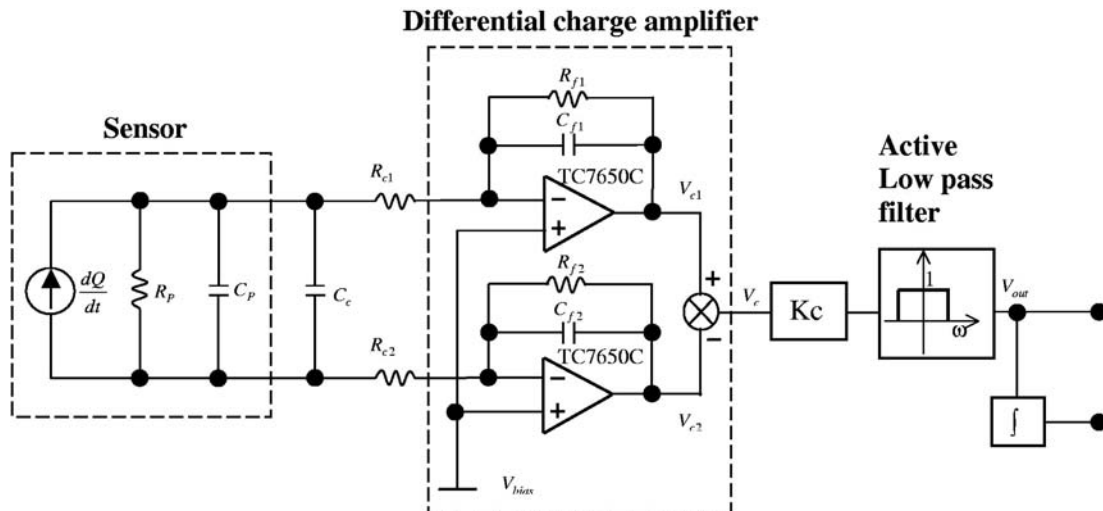 Differential charge amplifier
Sensor
dQ
dt
R_P
C_P
C_c
R_c1
R_c2
R_f1
C_f1
TC7650C
−
+
R_f2
C_f2
TC7650C
−
+
V_bias
V_c1
V_c2
+
−
V_c
Kc
Active
Low pass
filter
1
ω
V_out
∫